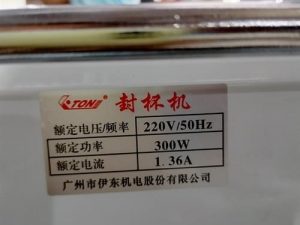 ETON 封杯机
额定电压/频率 220V/50Hz
额定功率 300W
额定电流 1.36A
广州市伊东机电股份有限公司